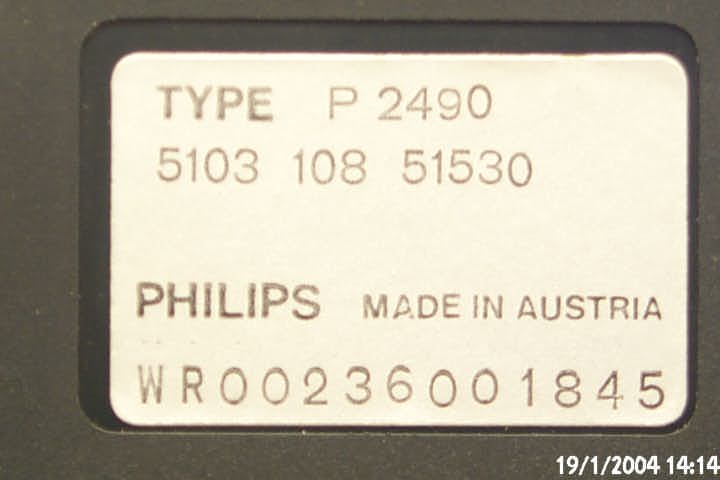 TYPE P 2490
5103 108 51530
PHILIPS MADE IN AUSTRIA
WR00236001845
19/1/2004 14:14